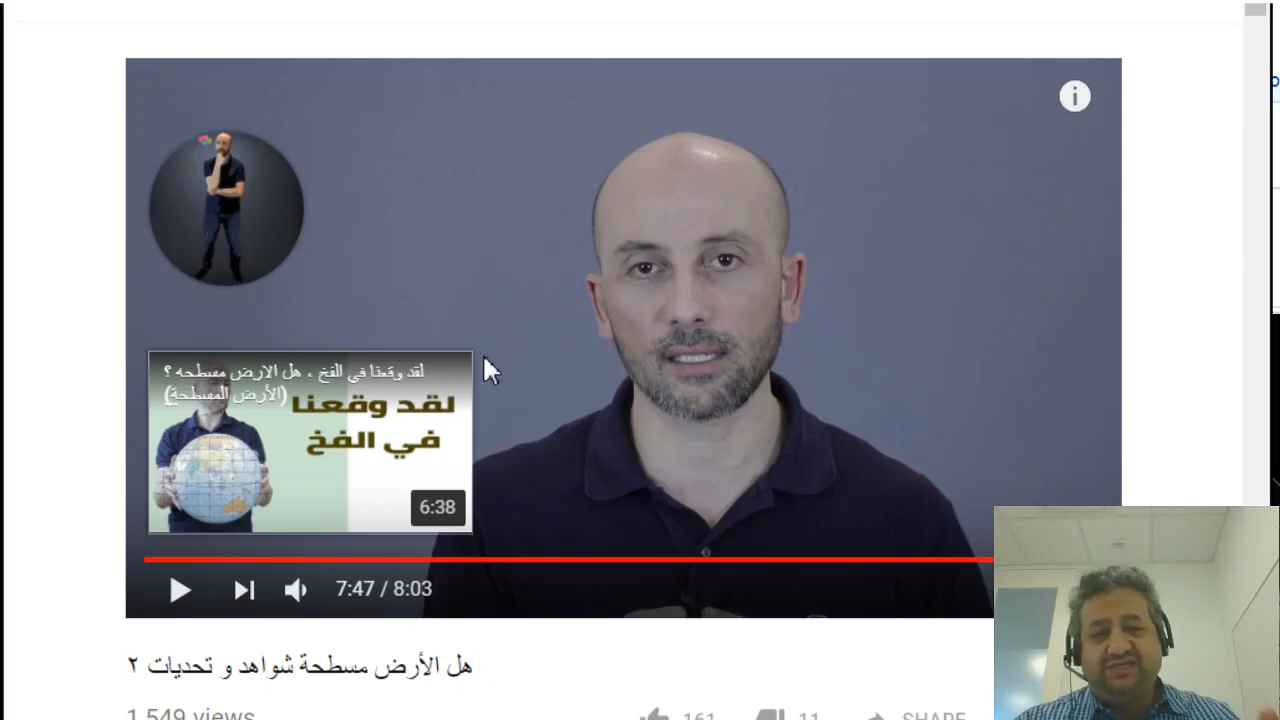 i
لقد وقعنا في الفخ ، هل الارض مسطحه ؟
(الأرض المسطحة)
لقد وقعنا
في الفخ
6:38
7:47 / 8:03
هل الأرض مسطحة شواهد و تحديات ٢
1,549 views
161
11
SHARE